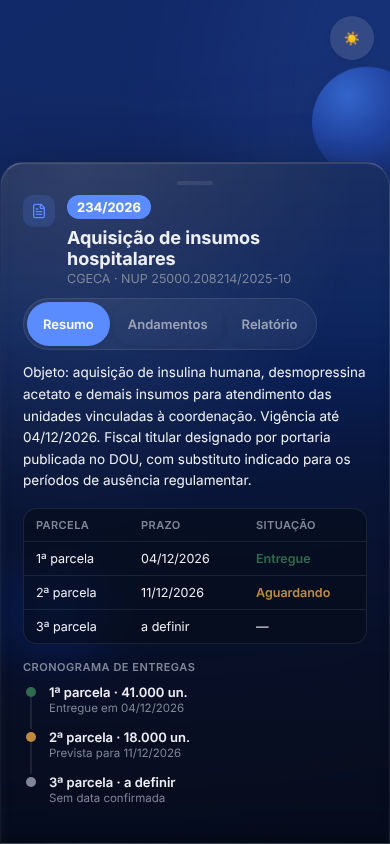 234/2026
Aquisição de insumos
hospitalares
CGECA · NUP 25000.208214/2025-10
Resumo Andamentos Relatório
Objeto: aquisição de insulina humana, desmopressina
acetato e demais insumos para atendimento das
unidades vinculadas à coordenação. Vigência até
04/12/2026. Fiscal titular designado por portaria
publicada no DOU, com substituto indicado para os
períodos de ausência regulamentar.
PARCELA PRAZO SITUAÇÃO
1ª parcela 04/12/2026 Entregue
2ª parcela 11/12/2026 Aguardando
3ª parcela a definir —
CRONOGRAMA DE ENTREGAS
1ª parcela · 41.000 un.
Entregue em 04/12/2026
2ª parcela · 18.000 un.
Prevista para 11/12/2026
3ª parcela · a definir
Sem data confirmada